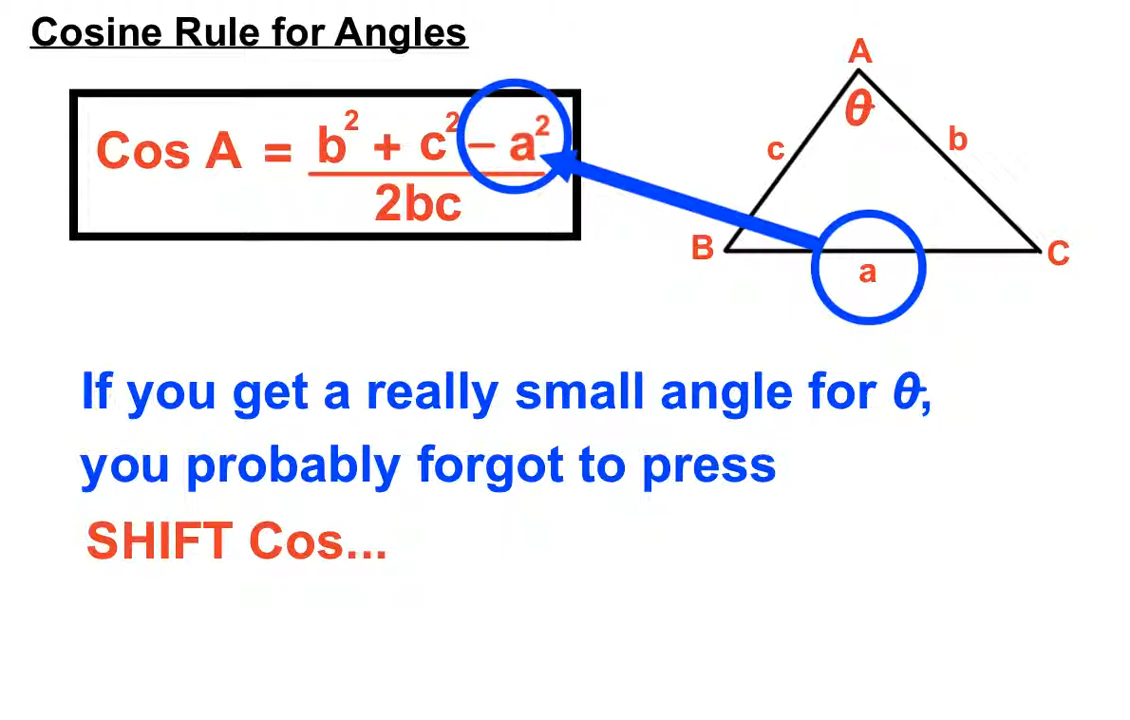 Cosine Rule for Angles
Cos A = b² + c² – a²
2bc
A
θ
c
b
B
a
C
If you get a really small angle for θ,
you probably forgot to press
SHIFT Cos...